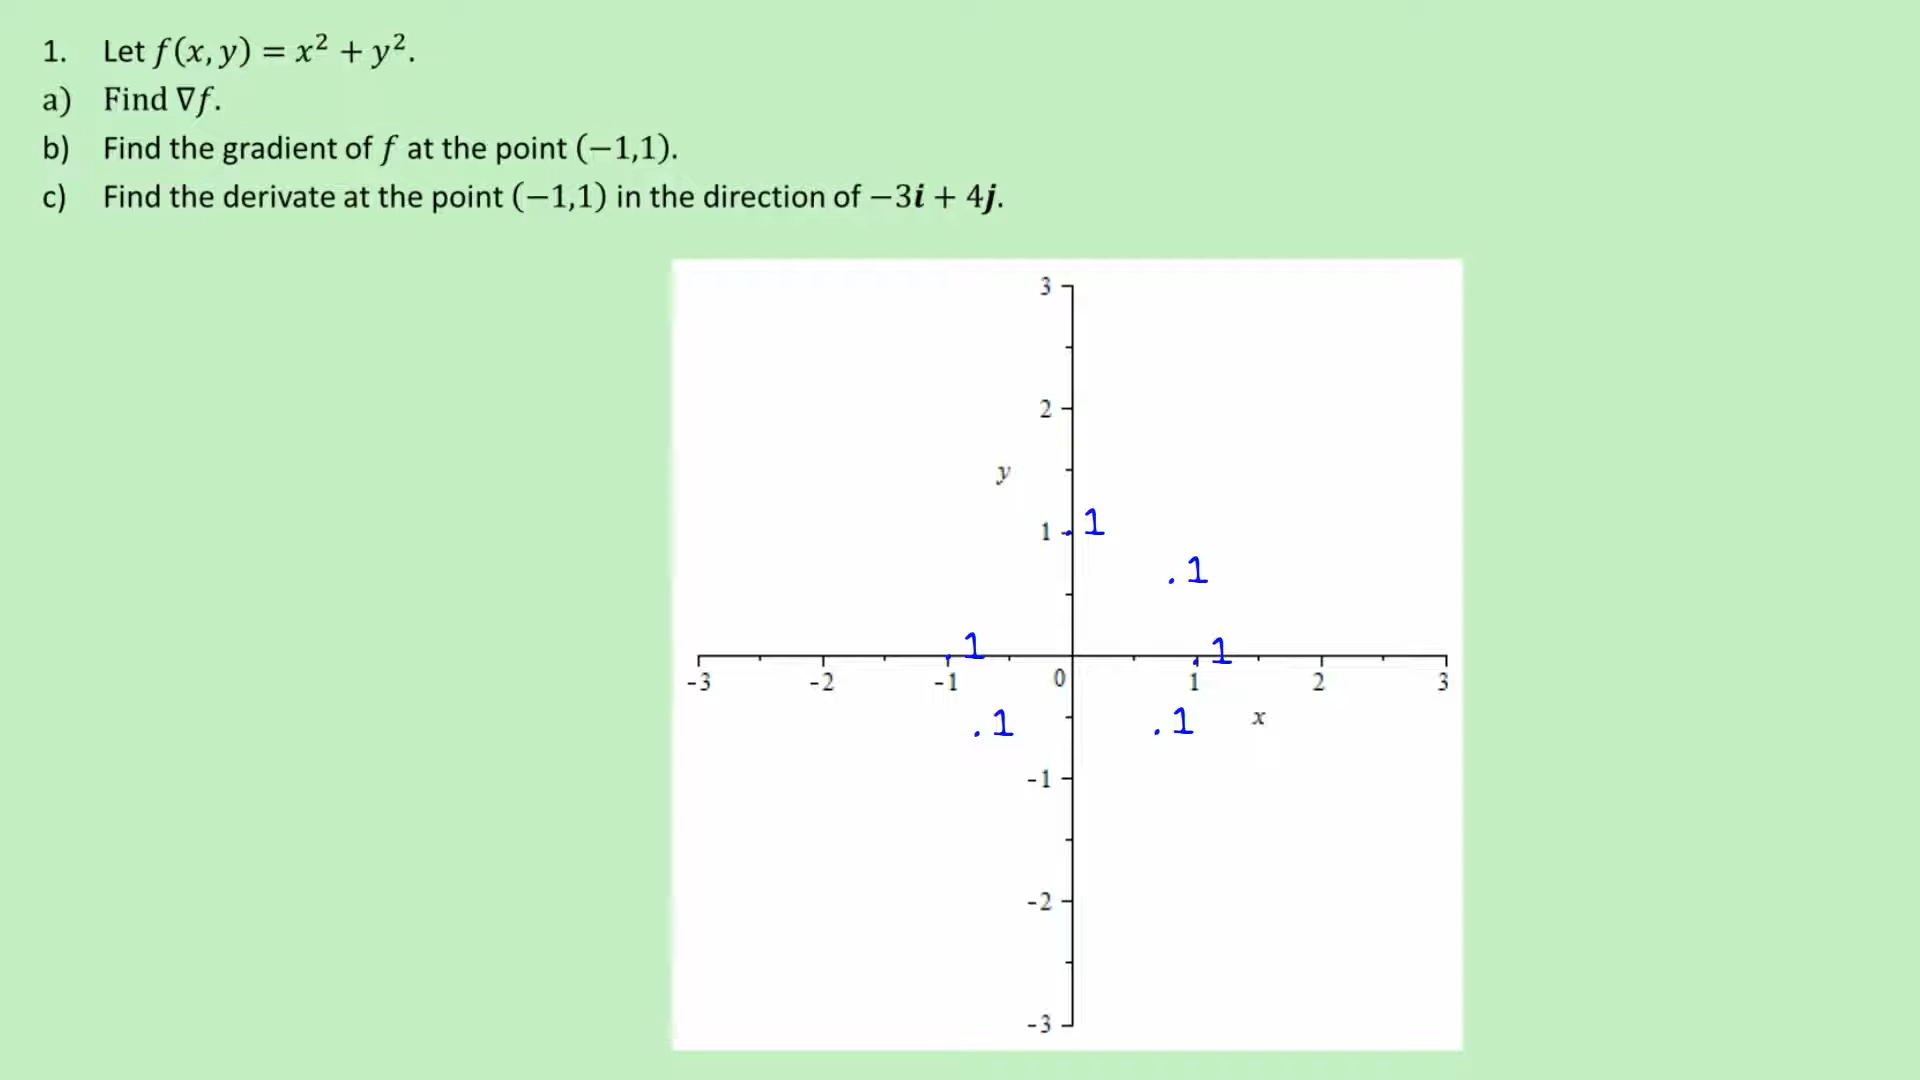 1. Let f(x, y) = x² + y².
a) Find ∇f.
b) Find the gradient of f at the point (−1,1).
c) Find the derivate at the point (−1,1) in the direction of −3i + 4j.
3
2
y
1 .1
.1
.1 .1
-3 -2 -1 0 1 2 3
.1 .1 x
-1
-2
-3